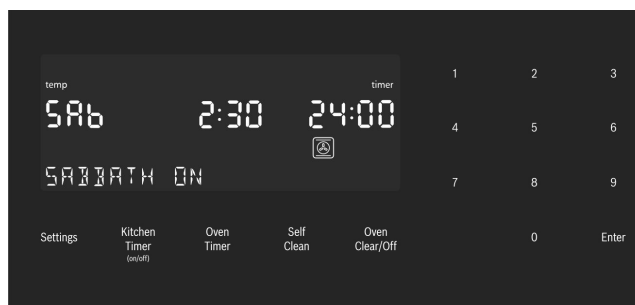 temp timer
SAb 2:30 24:00
SABBATH ON
Settings
Kitchen
Timer
(on/off)
Oven
Timer
Self
Clean
Oven
Clear/Off
1 2 3
4 5 6
7 8 9
0 Enter